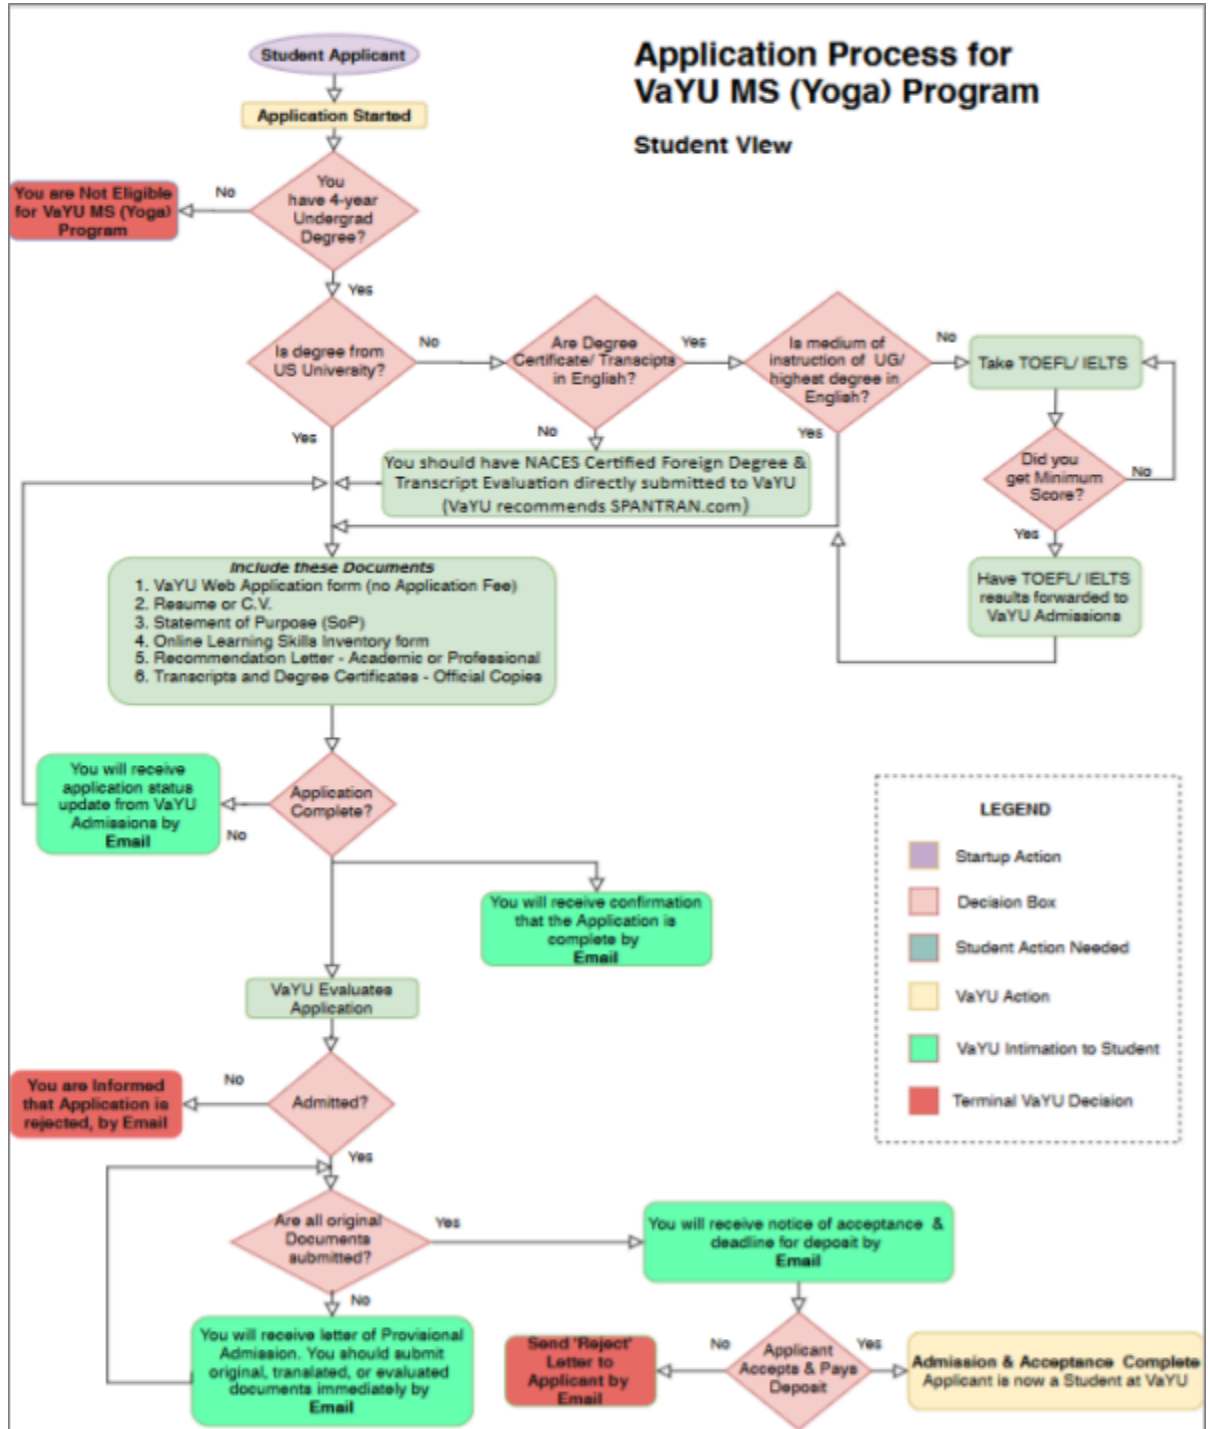 Application Process for
VaYU MS (Yoga) Program
Student View
Student Applicant
Application Started
You
have 4-year
Undergrad
Degree?
No
You are Not Eligible
for VaYU MS (Yoga)
Program
Yes
Is degree from
US University?
No
Are Degree
Certificate/ Transcipts
in English?
Yes
Is medium of
instruction of UG/
highest degree in
English?
No
Take TOEFL/ IELTS
Yes
No
Yes
You should have NACES Certified Foreign Degree &
Transcript Evaluation directly submitted to VaYU
(VaYU recommends SPANTRAN.com)
Did you
get Minimum
Score?
No
Yes
Have TOEFL/ IELTS
results forwarded to
VaYU Admissions
Include these Documents
1. VaYU Web Application form (no Application Fee)
2. Resume or C.V.
3. Statement of Purpose (SoP)
4. Online Learning Skills Inventory form
5. Recommendation Letter - Academic or Professional
6. Transcripts and Degree Certificates - Official Copies
Application
Complete?
No
You will receive
application status
update from VaYU
Admissions by
Email
You will receive confirmation
that the Application is
complete by
Email
VaYU Evaluates
Application
Admitted?
No
You are Informed
that Application is
rejected, by Email
Yes
Are all original
Documents
submitted?
Yes
You will receive notice of acceptance &
deadline for deposit by
Email
No
You will receive letter of Provisional
Admission. You should submit
original, translated, or evaluated
documents immediately by
Email
Applicant
Accepts & Pays
Deposit
No
Send 'Reject'
Letter to
Applicant by
Email
Yes
Admission & Acceptance Complete
Applicant is now a Student at VaYU
LEGEND
Startup Action
Decision Box
Student Action Needed
VaYU Action
VaYU Intimation to Student
Terminal VaYU Decision